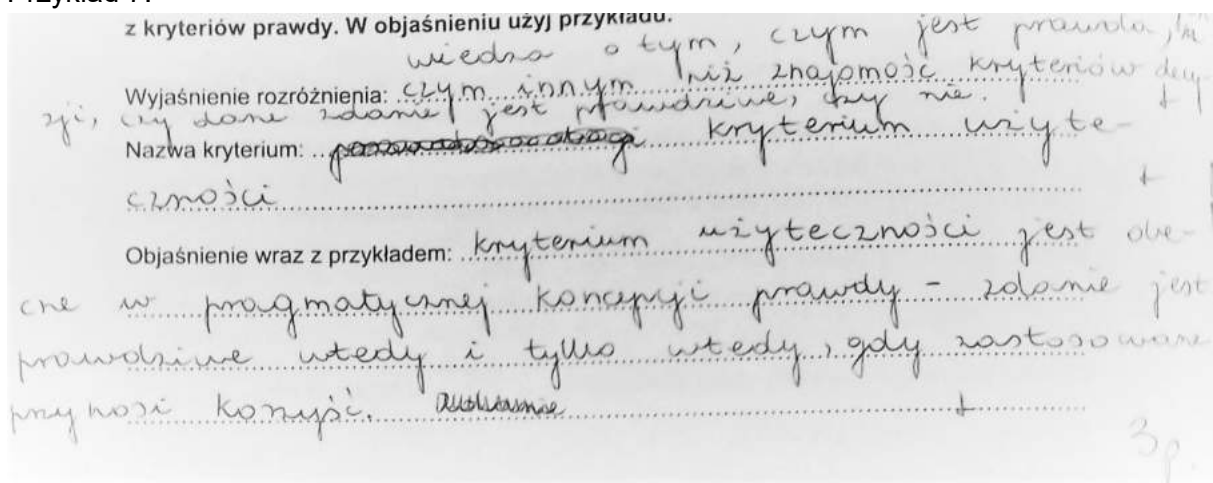 z kryteriów prawdy. W objaśnieniu użyj przykładu.
wiedza o tym, czym jest prawda,
Wyjaśnienie rozróżnienia: czym innym niż znajomość kryteriów decy-
zji, czy dane zdanie jest prawdziwe, czy nie. +
Nazwa kryterium: kryterium użyte-
czności +
Objaśnienie wraz z przykładem: kryterium użyteczności jest obe-
cne w pragmatycznej koncepcji prawdy - zdanie jest
prawdziwe wtedy i tylko wtedy, gdy zastosowane
przynosi korzyść. +
3p.